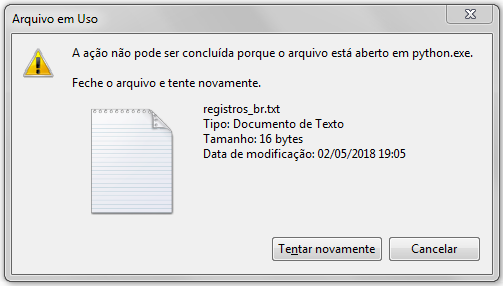 Arquivo em Uso
A ação não pode ser concluída porque o arquivo está aberto em python.exe.
Feche o arquivo e tente novamente.
registros_br.txt
Tipo: Documento de Texto
Tamanho: 16 bytes
Data de modificação: 02/05/2018 19:05
Tentar novamente
Cancelar